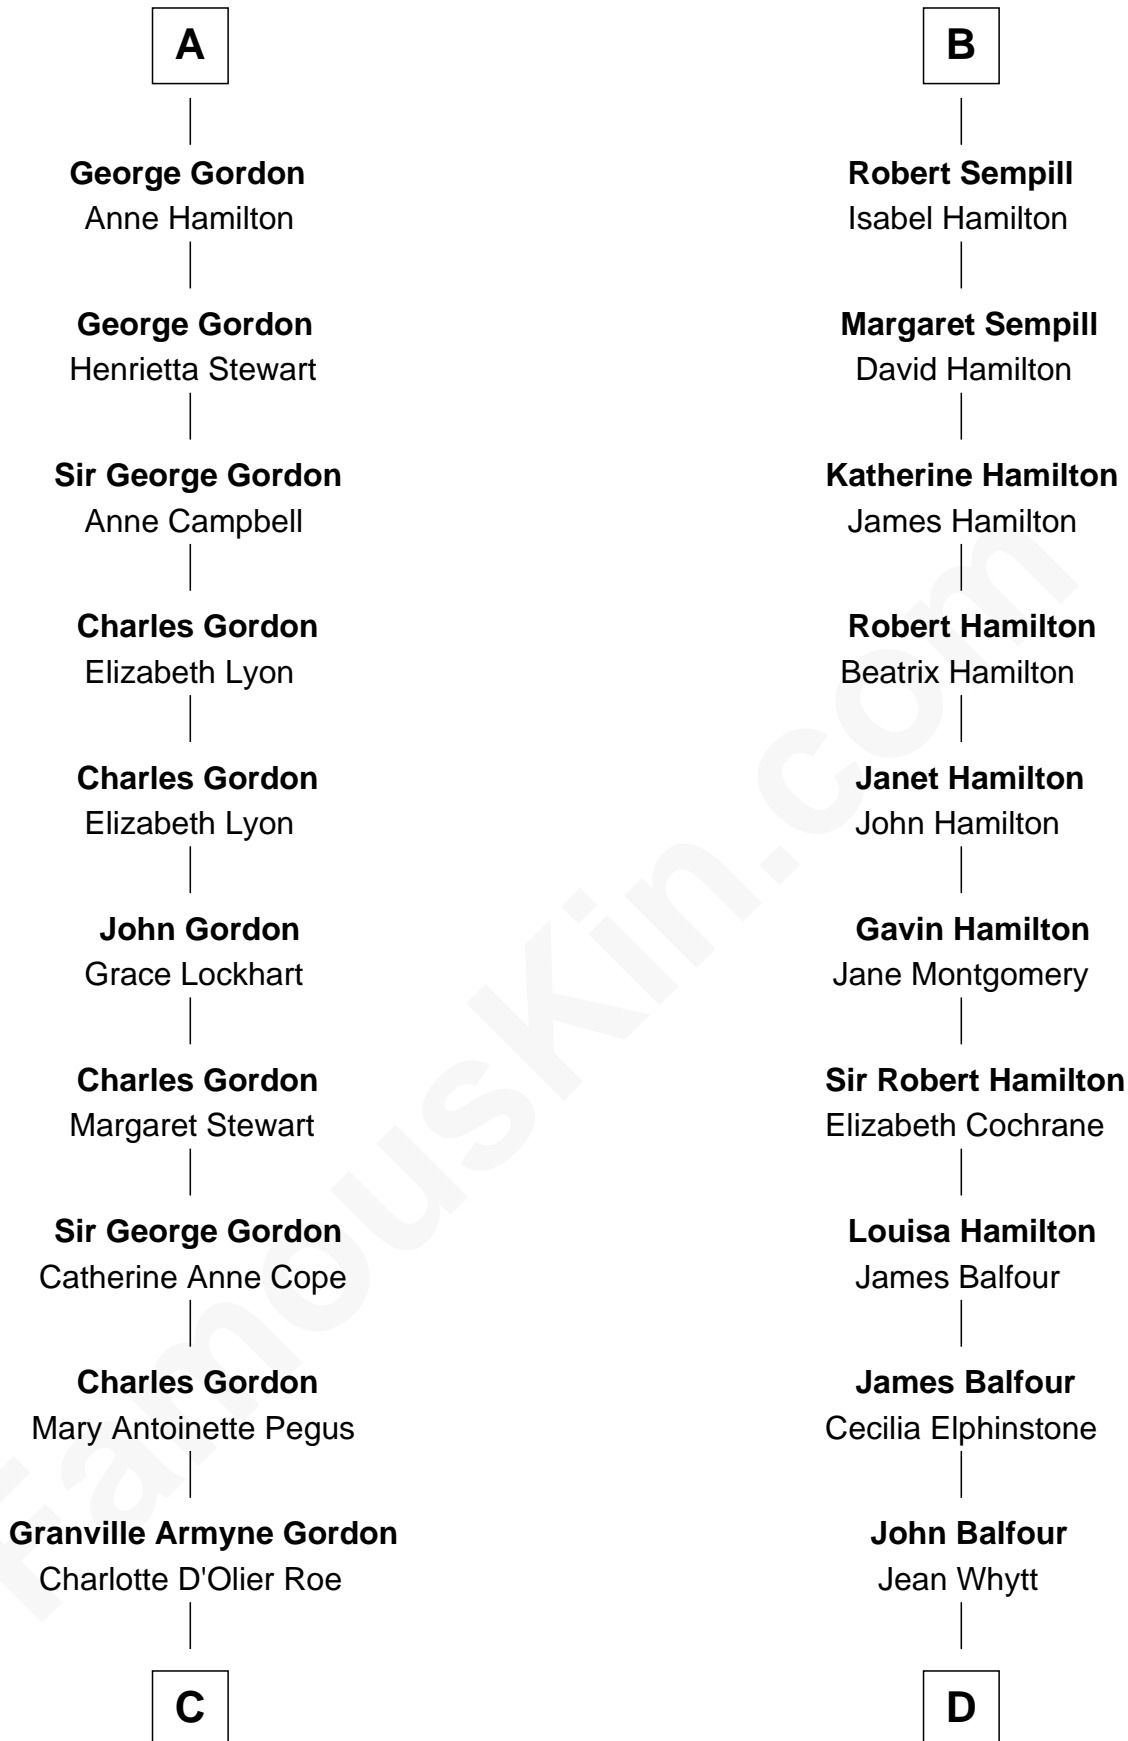 A
George Gordon
Anne Hamilton
George Gordon
Henrietta Stewart
Sir George Gordon
Anne Campbell
Charles Gordon
Elizabeth Lyon
Charles Gordon
Elizabeth Lyon
John Gordon
Grace Lockhart
Charles Gordon
Margaret Stewart
Sir George Gordon
Catherine Anne Cope
Charles Gordon
Mary Antoinette Pegus
Granville Armyne Gordon
Charlotte D'Olier Roe
C
B
Robert Sempill
Isabel Hamilton
Margaret Sempill
David Hamilton
Katherine Hamilton
James Hamilton
Robert Hamilton
Beatrix Hamilton
Janet Hamilton
John Hamilton
Gavin Hamilton
Jane Montgomery
Sir Robert Hamilton
Elizabeth Cochrane
Louisa Hamilton
James Balfour
James Balfour
Cecilia Elphinstone
John Balfour
Jean Whytt
D
FamousKin.com